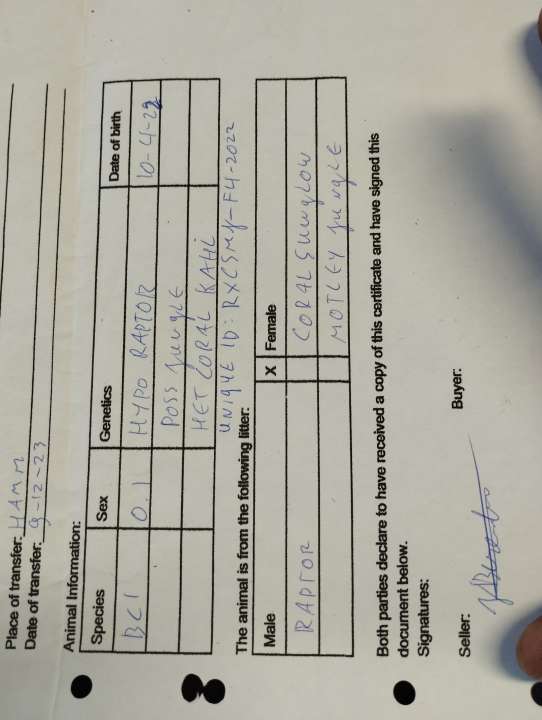 Place of transfer: HAMM
Date of transfer: 9-12-23
Animal Information:
Species Sex Genetics Date of birth
BCI 0.1 HYPO RAPTOR 10-4-22
POSS JUNGLE
HET CORAL KAHL
UNIQUE ID: RXCSMJ-F4-2022
The animal is from the following litter:
Male X Female
RAPTOR CORAL SUNGLOW
MOTLEY JUNGLE
Both parties declare to have received a copy of this certificate and have signed this
document below.
Signatures:
Seller: Buyer: